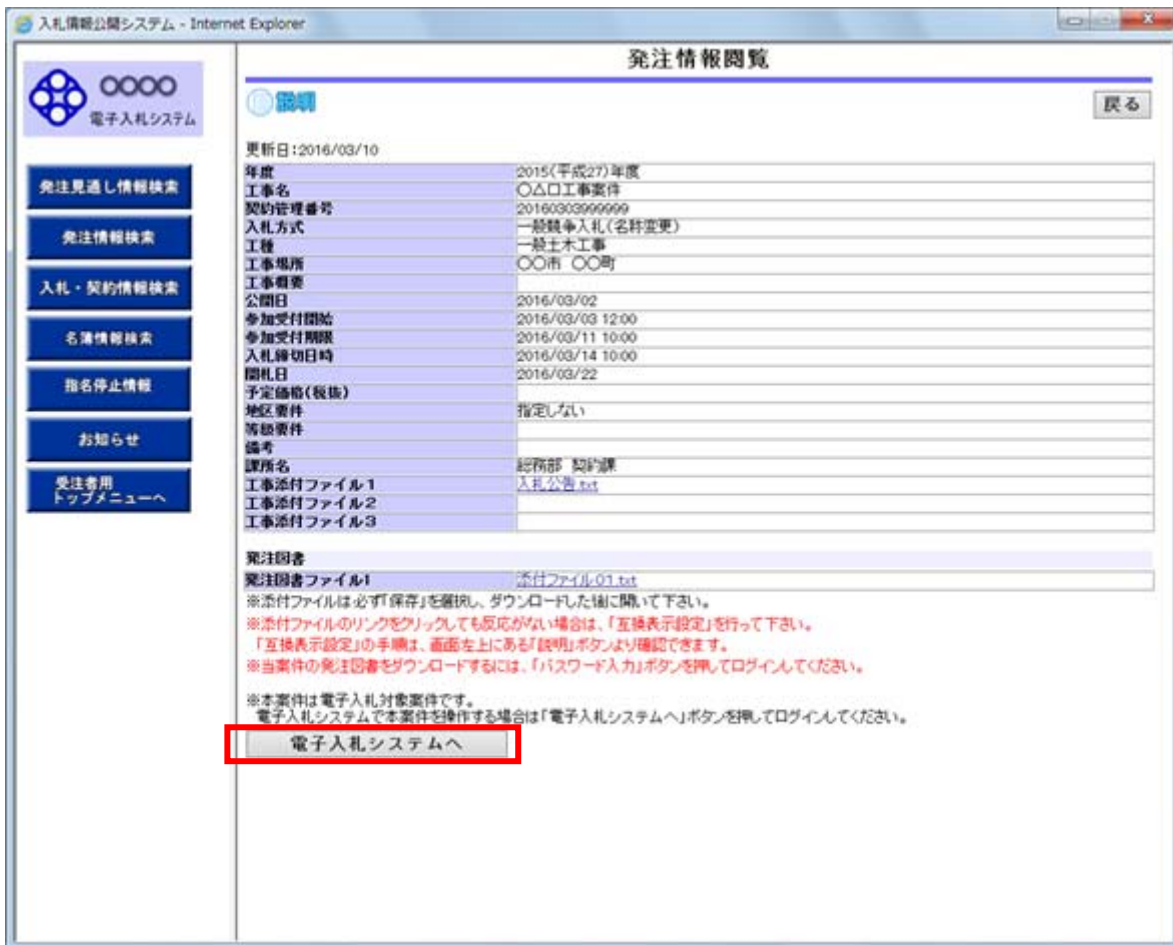 入札情報公開システム - Internet Explorer
〇〇〇〇
電子入札システム
発注見通し情報検索
発注情報検索
入札・契約情報検索
名簿情報検索
指名停止情報
お知らせ
受注者用
トップメニューへ
発注情報閲覧
説明
戻る
更新日:2016/03/10
年度 2015(平成27)年度
工事名 〇△口工事案件
契約管理番号 20160303999999
入札方式 一般競争入札(名称変更)
工種 一般土木工事
工事場所 〇〇市 〇〇町
工事概要
公開日 2016/03/02
参加受付開始 2016/03/03 12:00
参加受付期限 2016/03/11 10:00
入札締切日時 2016/03/14 10:00
開札日 2016/03/22
予定価格(税抜)
地区要件 指定しない
等級要件
備考
課所名 総務部 契約課
工事添付ファイル1 入札公告.txt
工事添付ファイル2
工事添付ファイル3
発注図書
発注図書ファイル1 添付ファイル01.txt
※添付ファイルは必ず「保存」を選択し、ダウンロードした後に開いて下さい。
※添付ファイルのリンクをクリックしても反応がない場合は、「互換表示設定」を行って下さい。
「互換表示設定」の手順は、画面左上にある「説明」ボタンより確認できます。
※当案件の発注図書をダウンロードするには、「パスワード入力」ボタンを押してログインしてください。
※本案件は電子入札対象案件です。
電子入札システムで本案件を操作する場合は「電子入札システムへ」ボタンを押してログインしてください。
電子入札システムへ